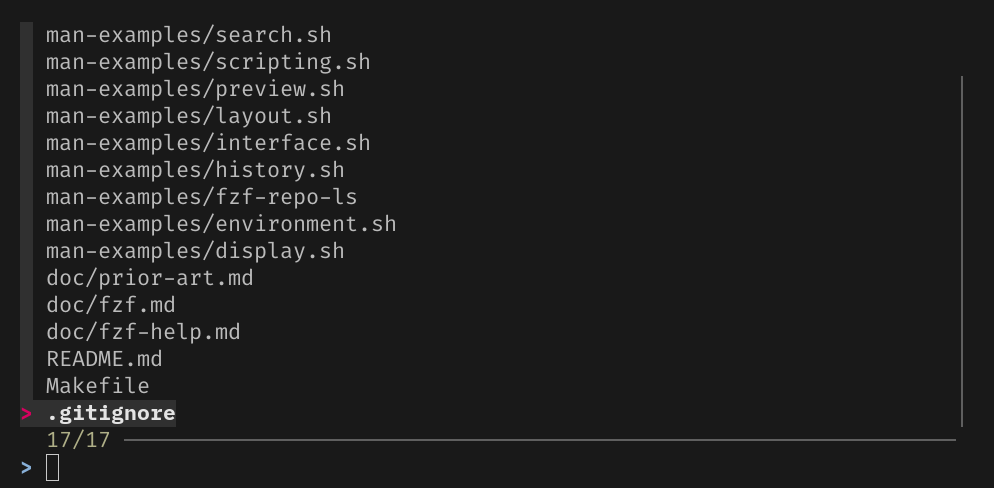 man-examples/search.sh
man-examples/scripting.sh
man-examples/preview.sh
man-examples/layout.sh
man-examples/interface.sh
man-examples/history.sh
man-examples/fzf-repo-ls
man-examples/environment.sh
man-examples/display.sh
doc/prior-art.md
doc/fzf.md
doc/fzf-help.md
README.md
Makefile
> .gitignore
17/17
>